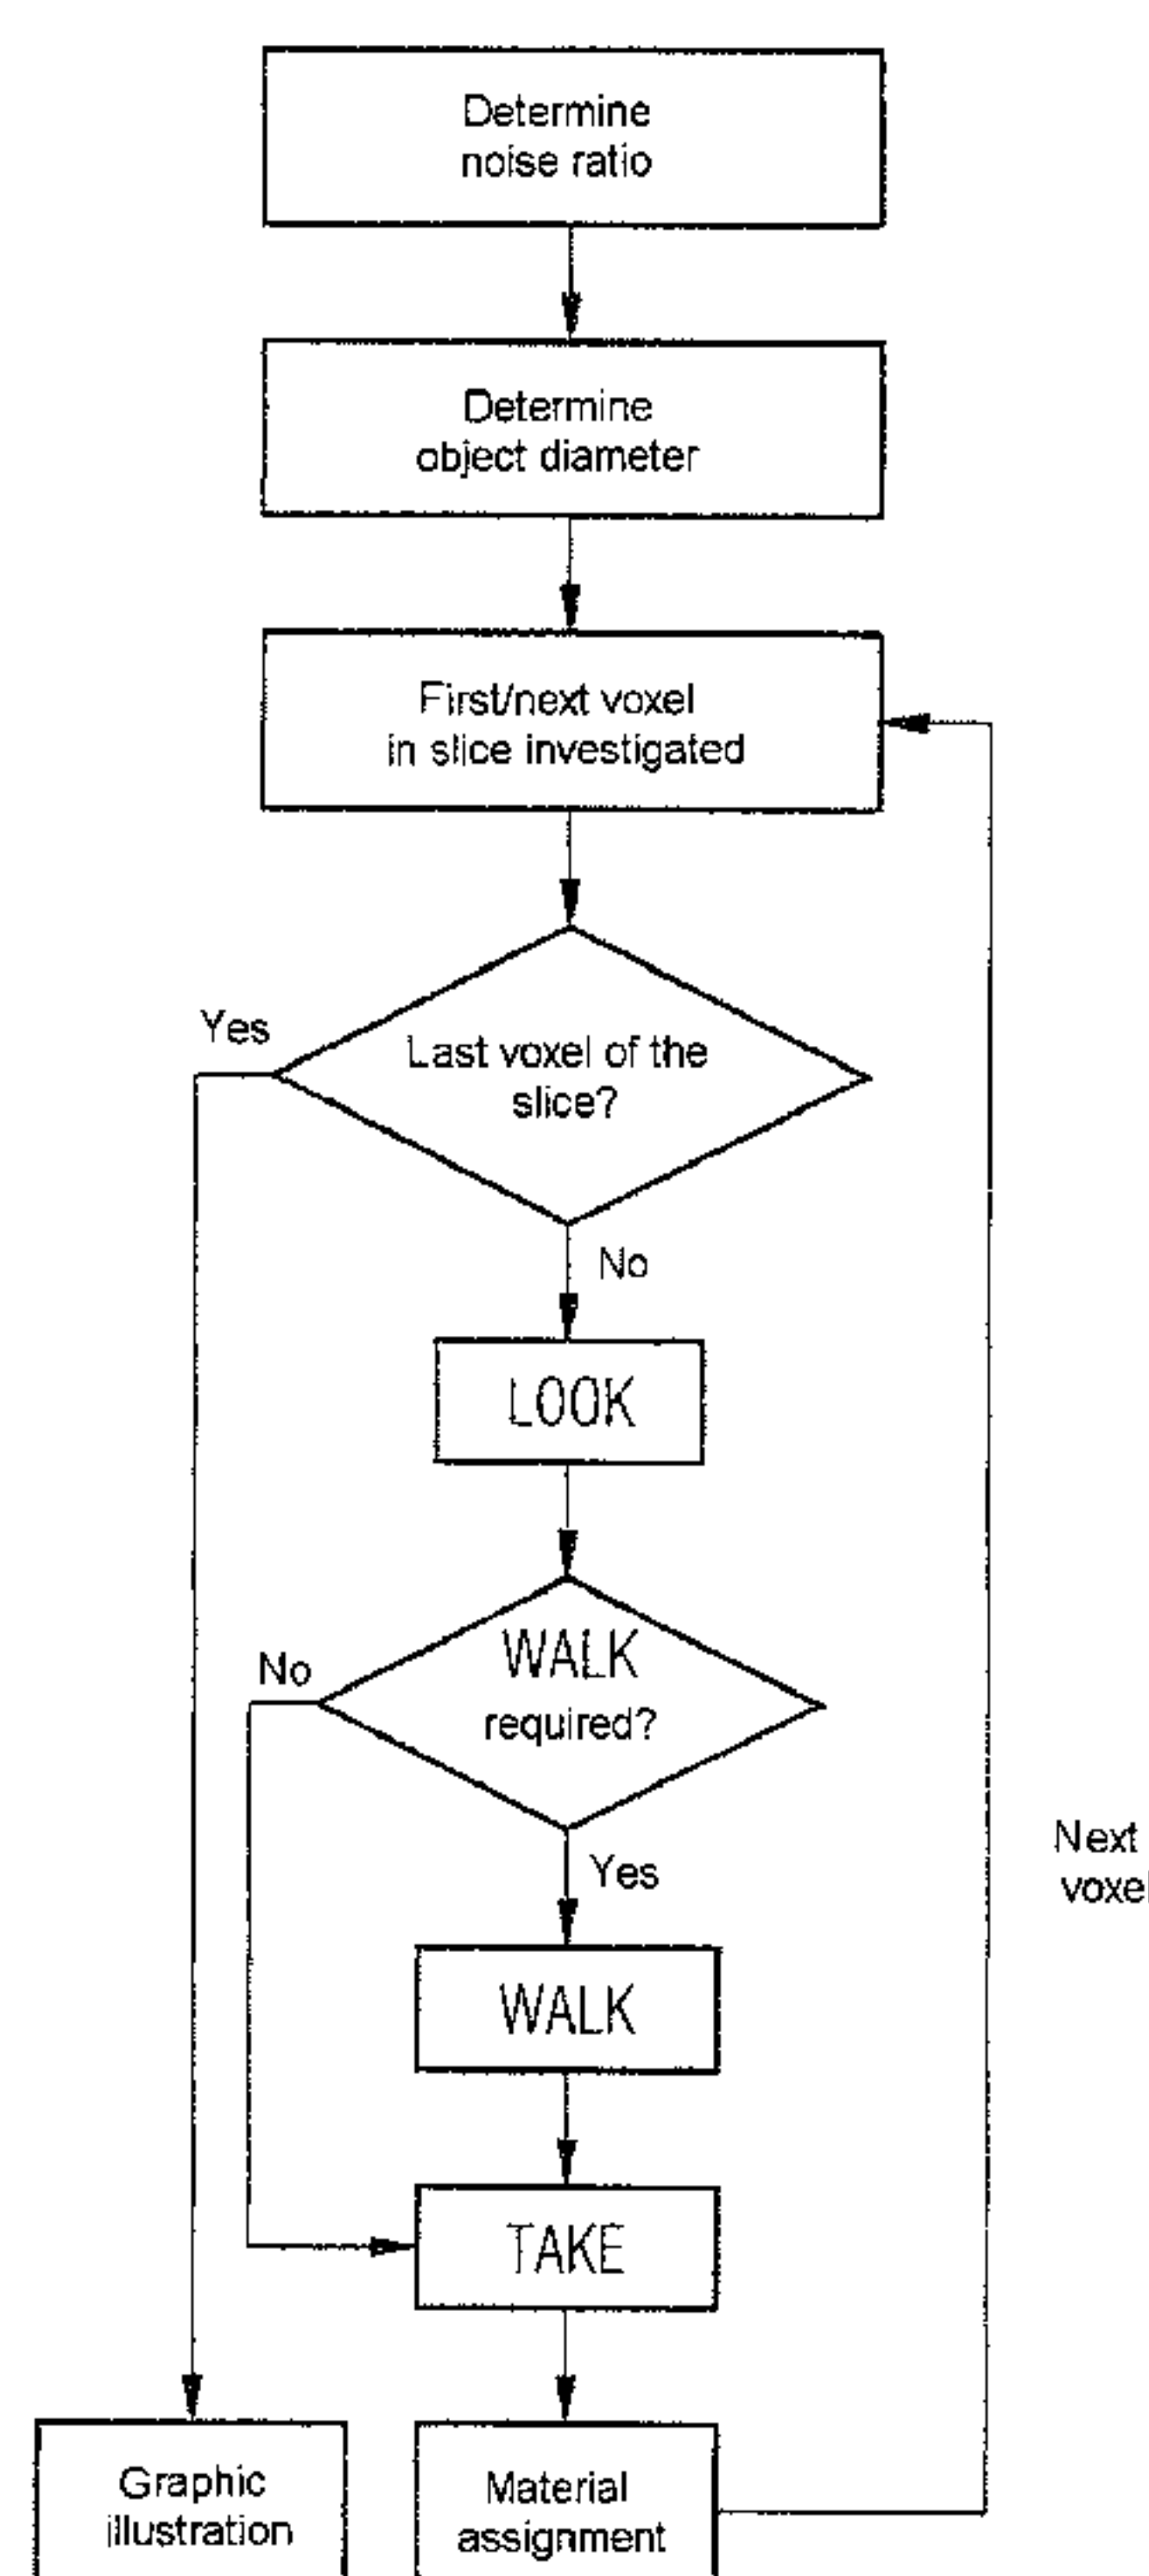 Determine
noise ratio
Determine
object diameter
First/next voxel
in slice investigated
Yes
Last voxel of the
slice?
No
LOOK
No
WALK
required?
Yes
Next
voxel
WALK
TAKE
Graphic
illustration
Material
assignment